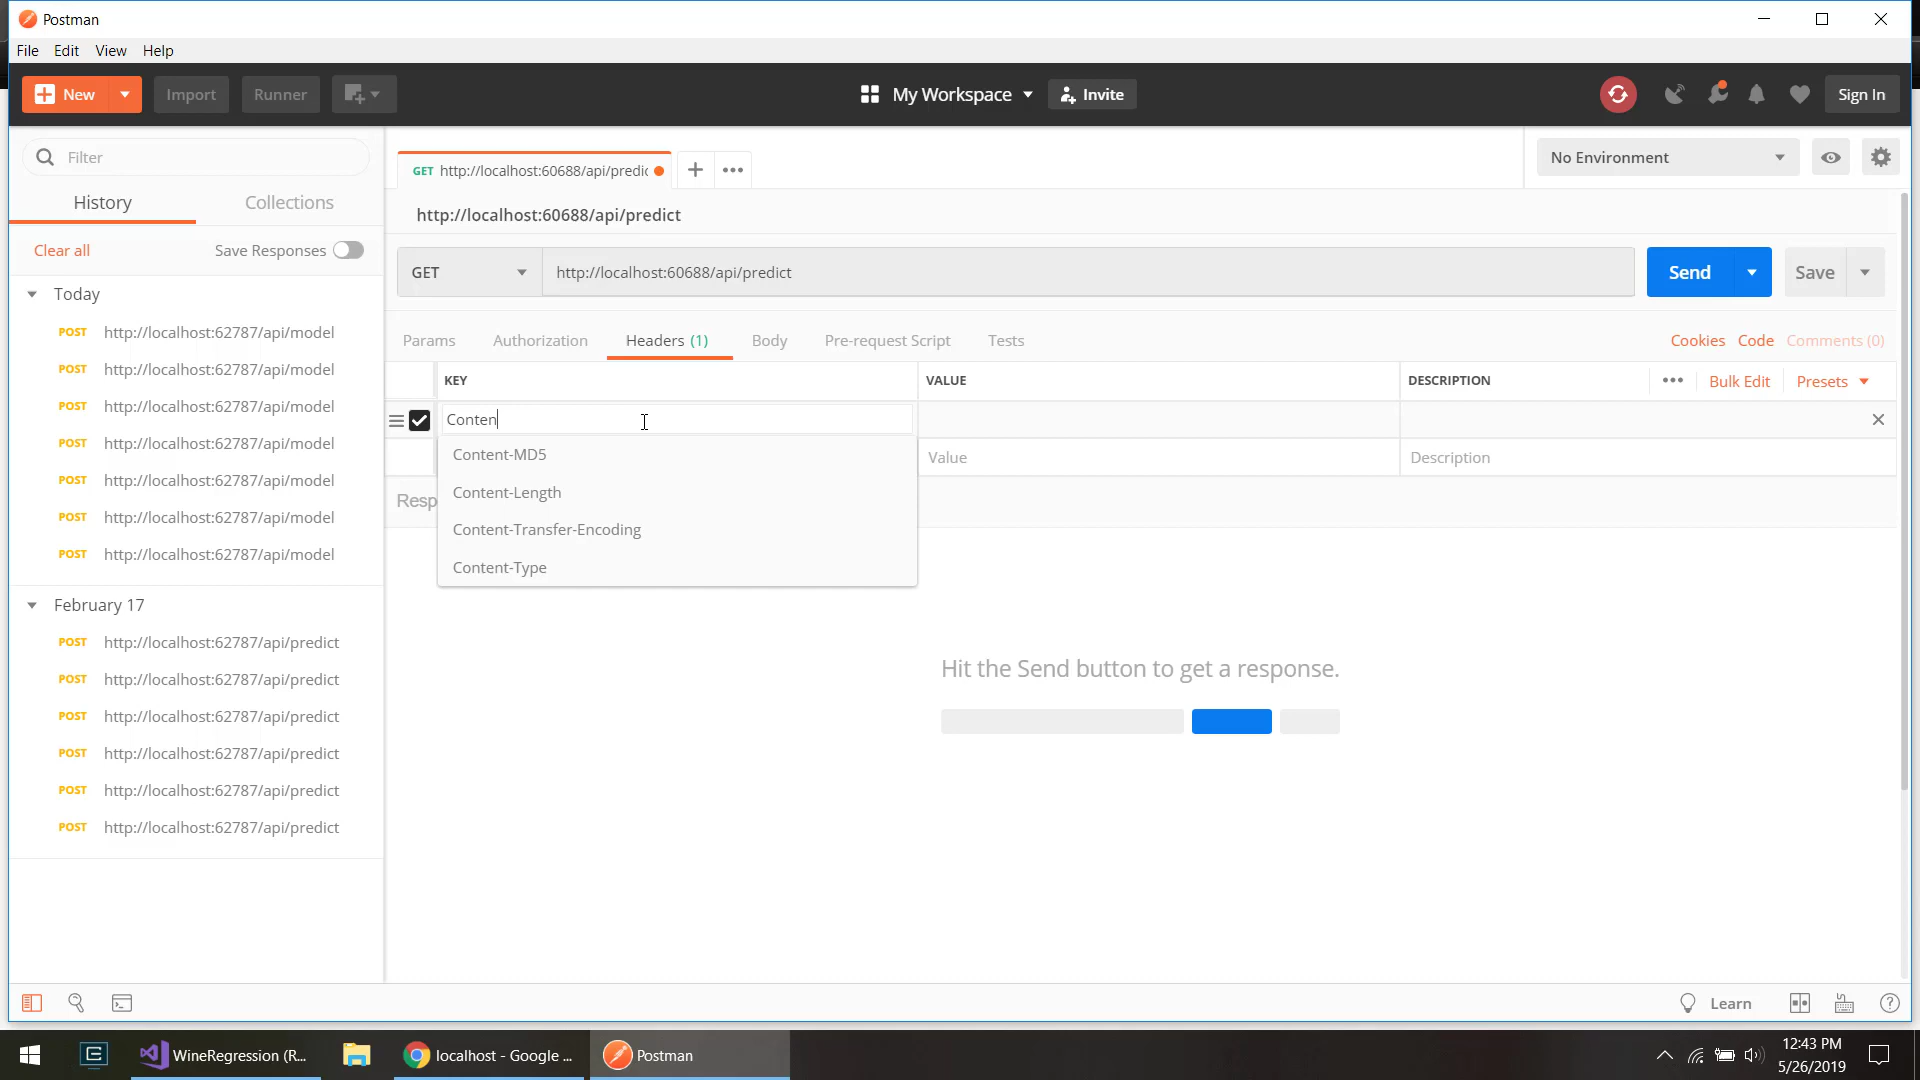 Postman
File Edit View Help
New Import Runner My Workspace Invite Sign In
Filter
History Collections
Clear all Save Responses
Today
POST http://localhost:62787/api/model
POST http://localhost:62787/api/model
POST http://localhost:62787/api/model
POST http://localhost:62787/api/model
POST http://localhost:62787/api/model
POST http://localhost:62787/api/model
POST http://localhost:62787/api/model
February 17
POST http://localhost:62787/api/predict
POST http://localhost:62787/api/predict
POST http://localhost:62787/api/predict
POST http://localhost:62787/api/predict
POST http://localhost:62787/api/predict
POST http://localhost:62787/api/predict
GET http://localhost:60688/api/predic
No Environment
http://localhost:60688/api/predict
GET http://localhost:60688/api/predict Send Save
Params Authorization Headers (1) Body Pre-request Script Tests Cookies Code Comments (0)
KEY VALUE DESCRIPTION Bulk Edit Presets
Conten
Content-MD5 Value Description
Content-Length
Resp
Content-Transfer-Encoding
Content-Type
Hit the Send button to get a response.
Learn
WineRegression (R... localhost - Google ... Postman
12:43 PM
5/26/2019